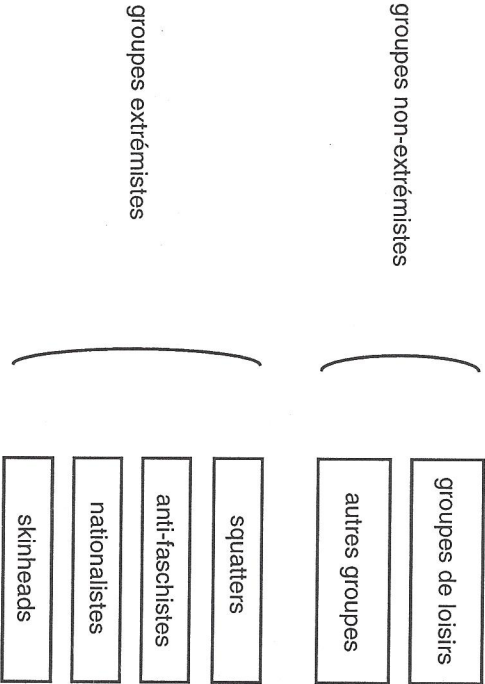 groupes non-extrémistes
groupes de loisirs
autres groupes
groupes extrémistes
squatters
anti-faschistes
nationalistes
skinheads